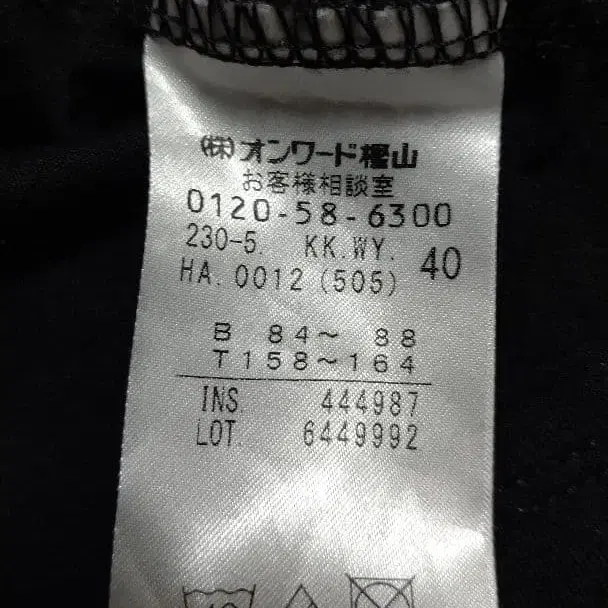 (株)オンワード樫山
お客様相談室
0120-58-6300
230-5. KK.WY. 40
HA.0012(505)
B 84〜 88
T158〜164
INS. 444987
LOT. 6449992